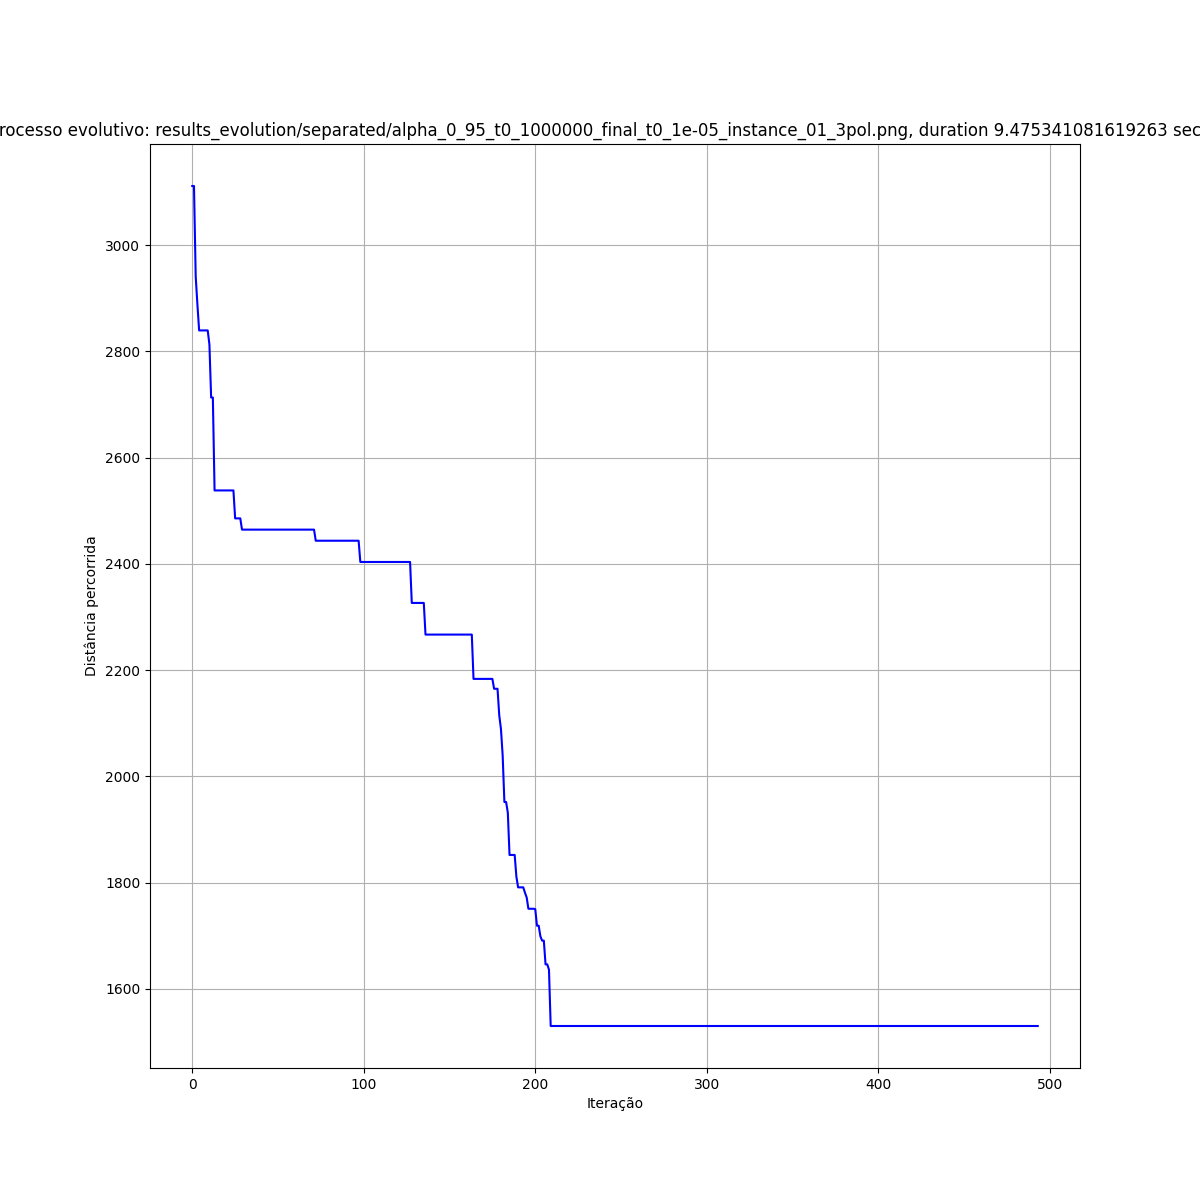 rocesso evolutivo: results_evolution/separated/alpha_0_95_t0_1000000_final_t0_1e-05_instance_01_3pol.png, duration 9.475341081619263 sec
3000
2800
2600
2400
2200
2000
1800
1600
Distância percorrida
0 100 200 300 400 500
Iteração